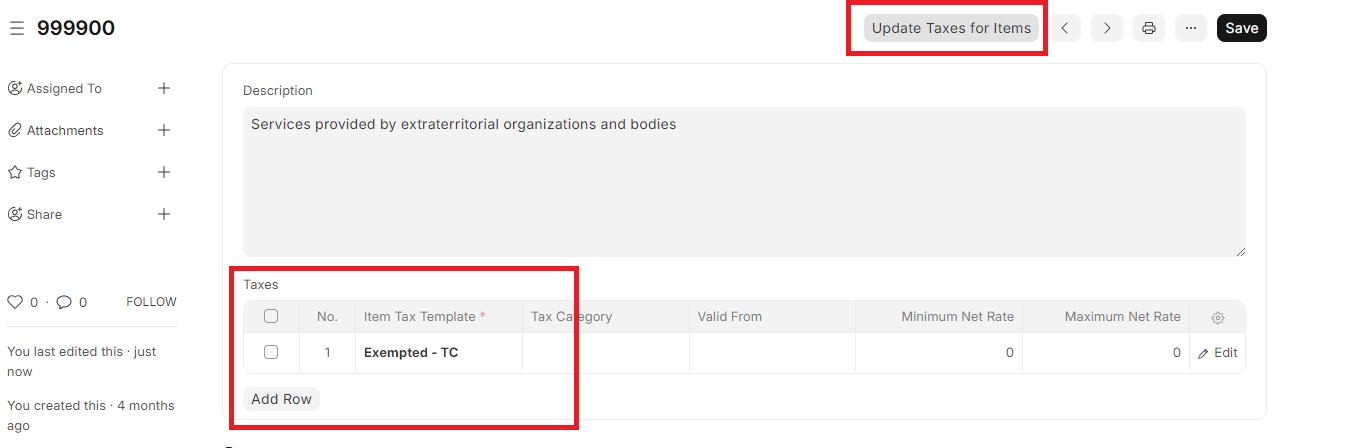 999900
Update Taxes for Items
...
Save
Assigned To
Attachments
Tags
Share
0 · 0 FOLLOW
You last edited this · just
now
You created this · 4 months
ago
Description
Services provided by extraterritorial organizations and bodies
Taxes
No. Item Tax Template * Tax Category Valid From Minimum Net Rate Maximum Net Rate
1 Exempted - TC 0 0 Edit
Add Row